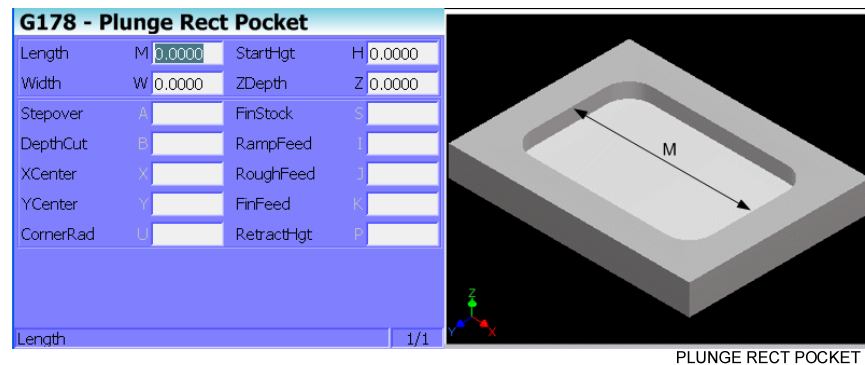 G178 - Plunge Rect Pocket
Length M 0.0000 StartHgt H 0.0000
Width W 0.0000 ZDepth Z 0.0000
Stepover A FinStock S
DepthCut B RampFeed I
XCenter X RoughFeed J
YCenter Y FinFeed K
CornerRad U RetractHgt P
Length 1/1
M
Z
Y X
PLUNGE RECT POCKET